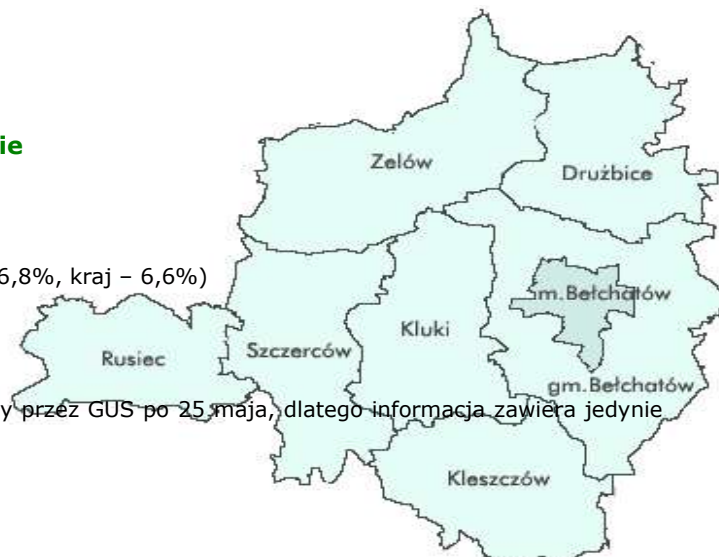 ie
Zelów
Drużbice
6,8%, kraj – 6,6%)
m.Bełchatów
Kluki
Szczerców
Rusiec
gm.Bełchatów
y przez GUS po 25 maja, dlatego informacja zawiera jedynie
Kleszczów